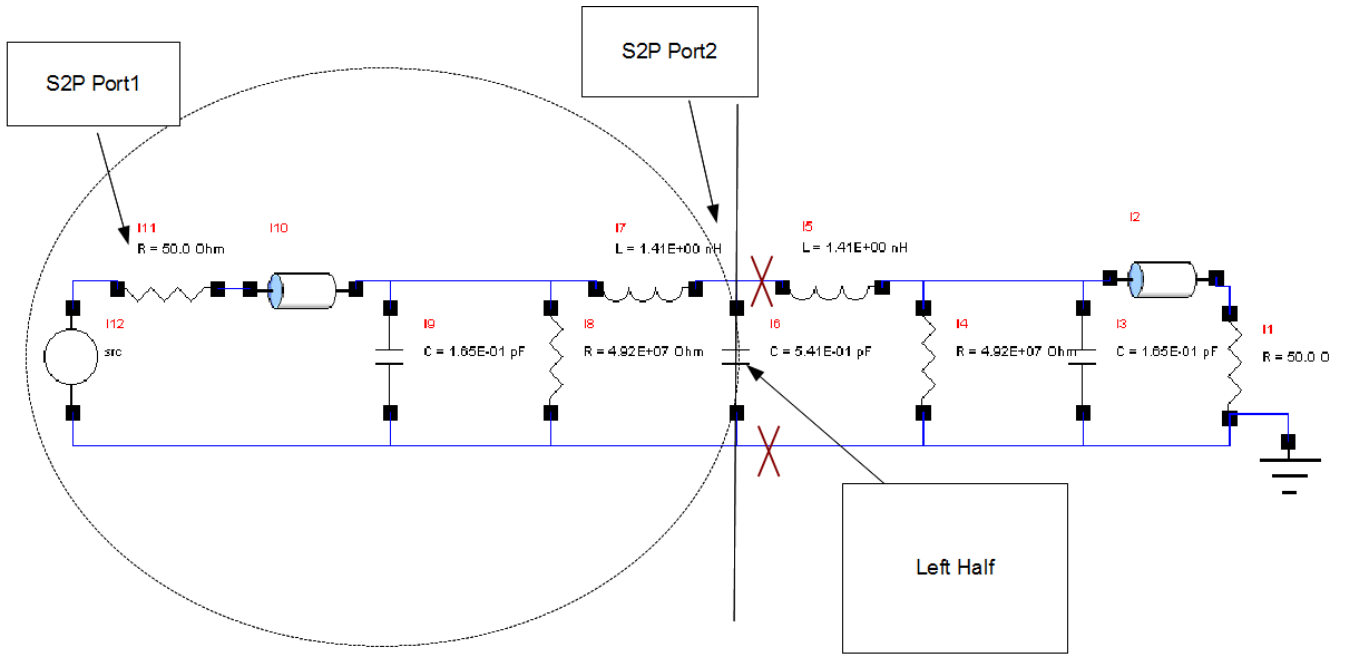 S2P Port1
S2P Port2
I11
R = 50.0 Ohm
I10
I7
L = 1.41E+00 nH
I5
L = 1.41E+00 nH
I2
I12
src
I9
C = 1.65E-01 pF
I8
R = 4.92E+07 Ohm
I6
C = 5.41E-01 pF
I4
R = 4.92E+07 Ohm
I3
C = 1.65E-01 pF
I1
R = 50.0 O
Left Half